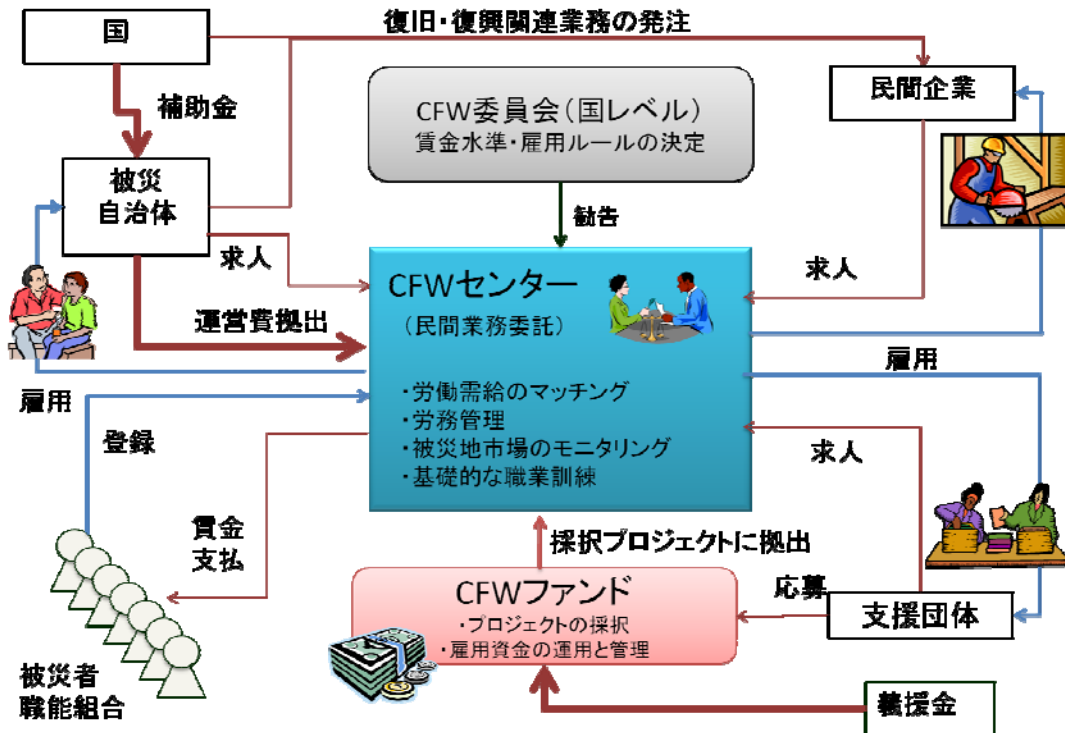 国
復旧・復興関連業務の発注
補助金
CFW委員会(国レベル)
賃金水準・雇用ルールの決定
民間企業
被災
自治体
勧告
求人
求人
CFWセンター
(民間業務委託)
運営費拠出
・労働需給のマッチング
・労務管理
・被災地市場のモニタリング
・基礎的な職業訓練
雇用
雇用
登録
求人
賃金
支払
採択プロジェクトに拠出
CFWファンド
・プロジェクトの採択
・雇用資金の運用と管理
応募
支援団体
被災者
職能組合
義援金